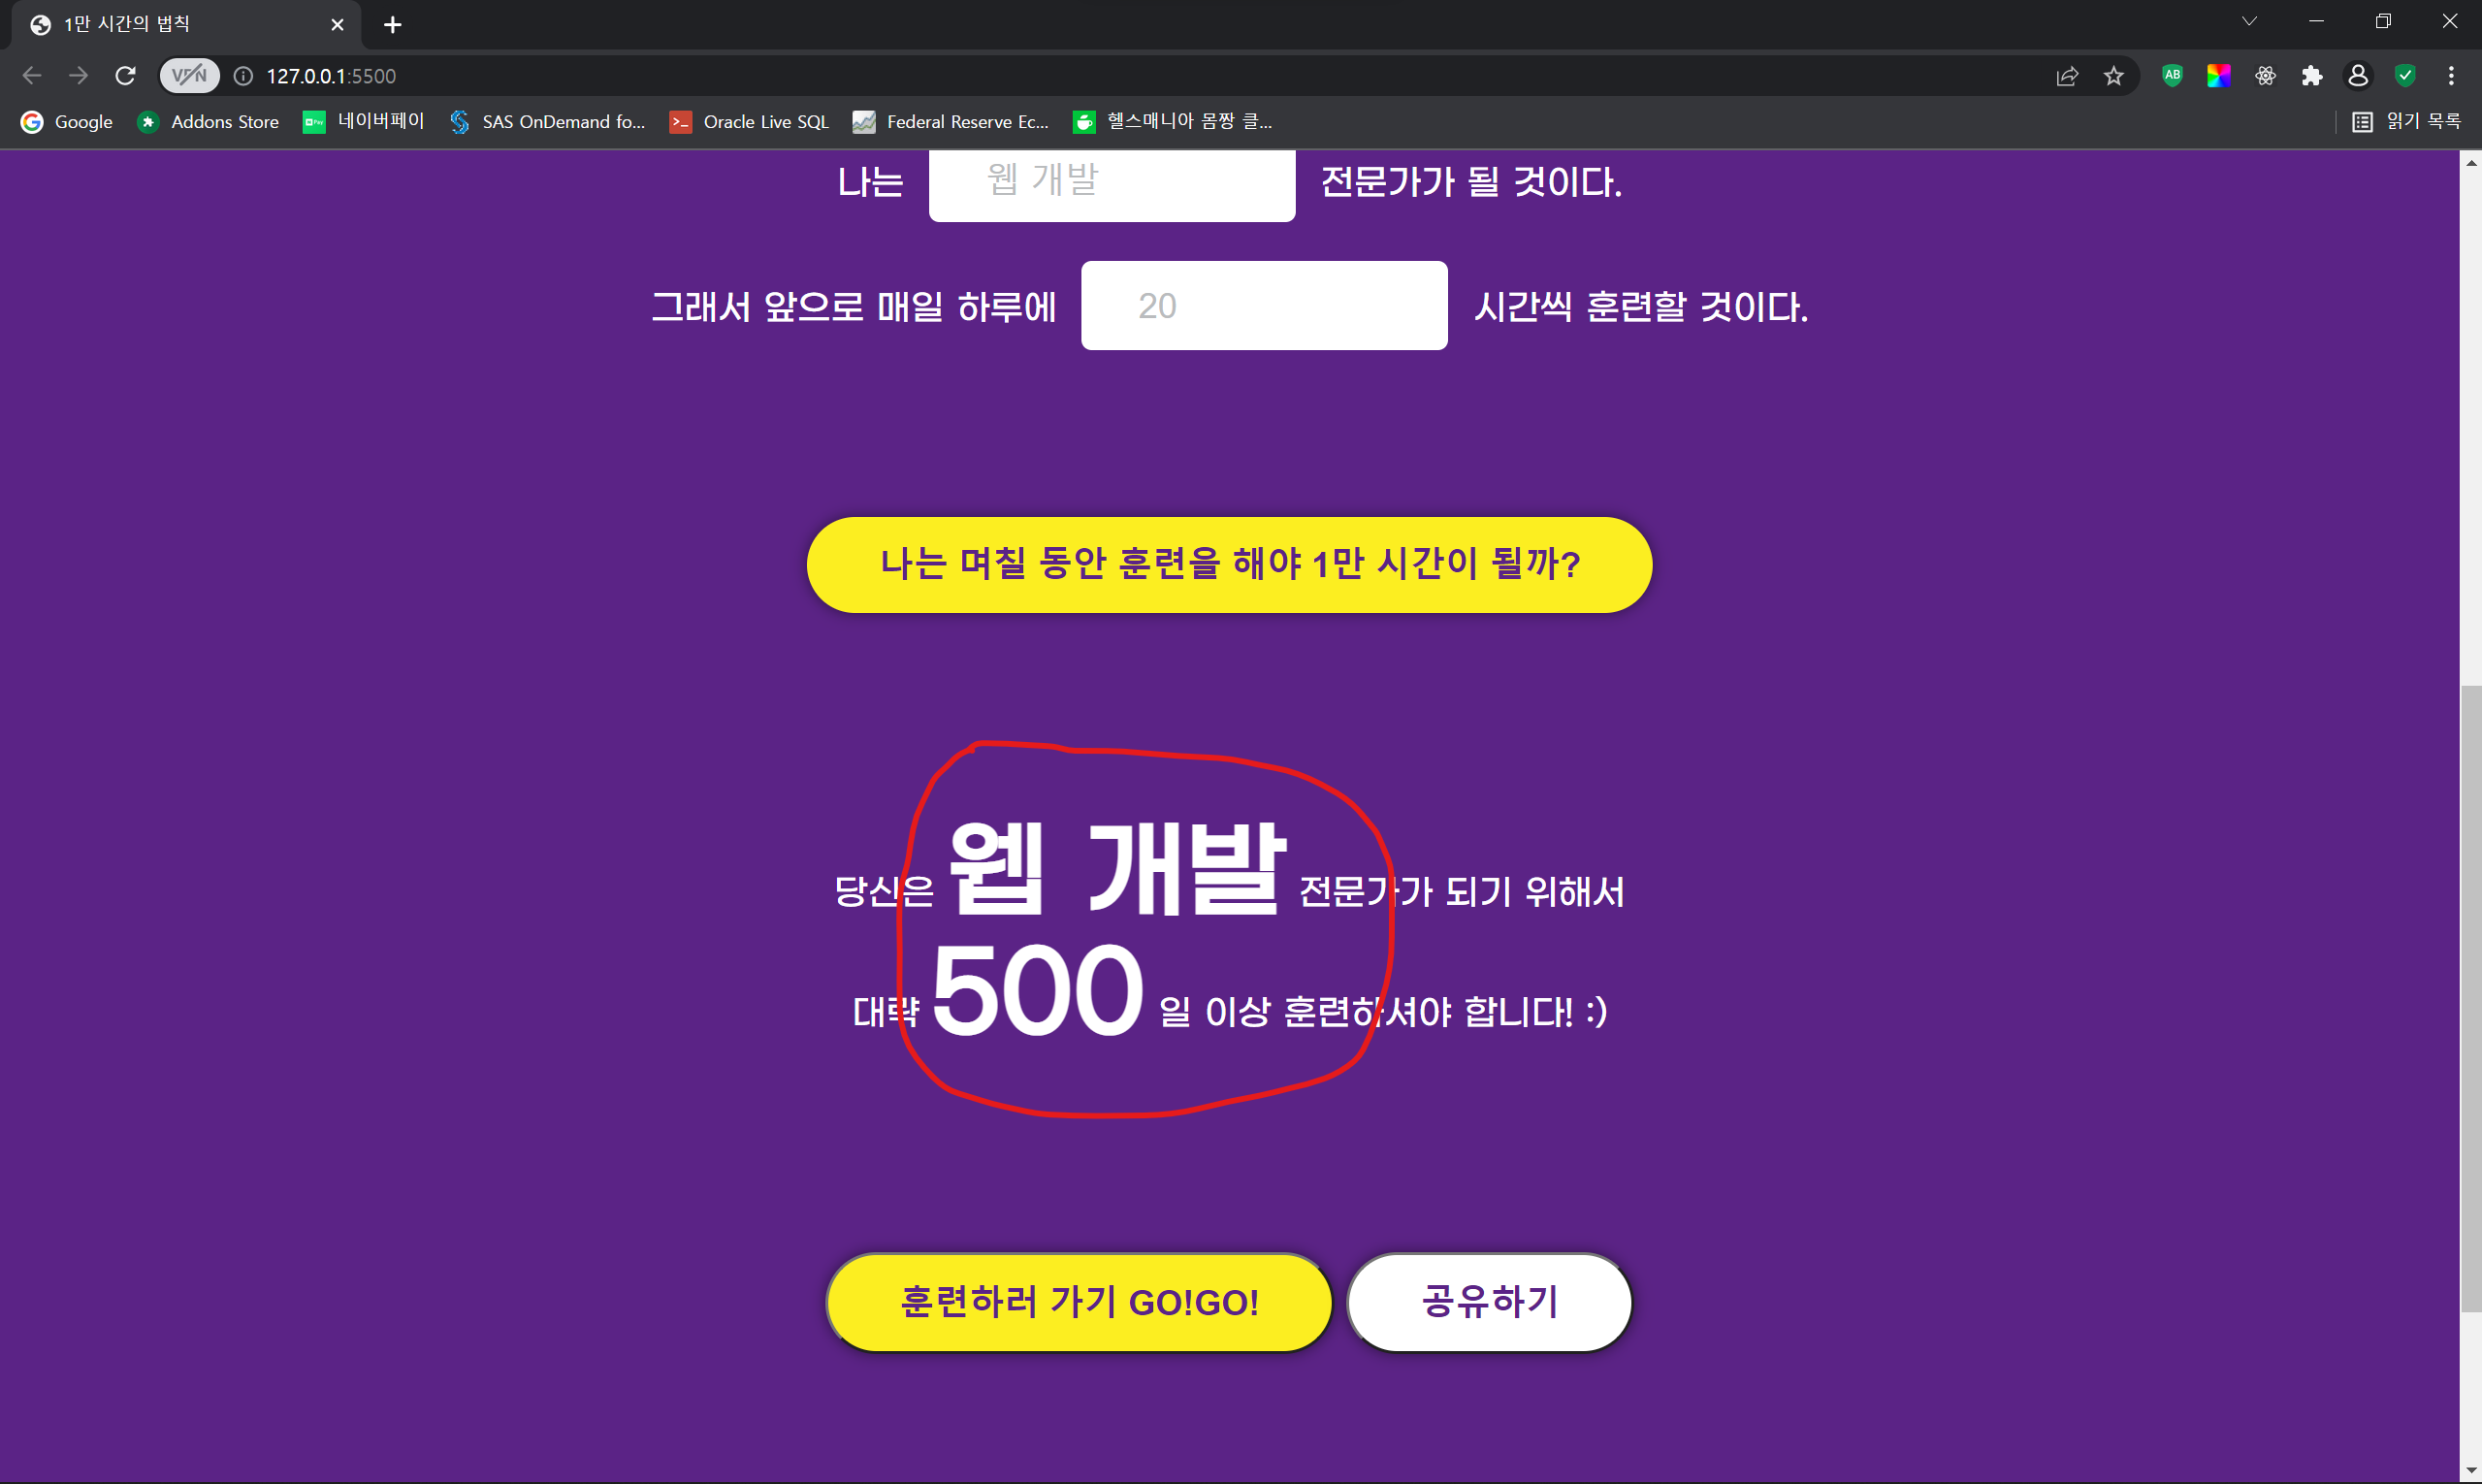 1만 시간의 법칙
VPN 127.0.0.1:5500 AB
Google Addons Store 네이버페이 SAS OnDemand fo... Oracle Live SQL Federal Reserve Ec... 헬스매니아 몸짱 클... 읽기 목록
나는 웹 개발 전문가가 될 것이다.
그래서 앞으로 매일 하루에 20 시간씩 훈련할 것이다.
나는 며칠 동안 훈련을 해야 1만 시간이 될까?
당신은 웹 개발 전문가가 되기 위해서
대략 500 일 이상 훈련하셔야 합니다! :)
훈련하러 가기 GO!GO! 공유하기